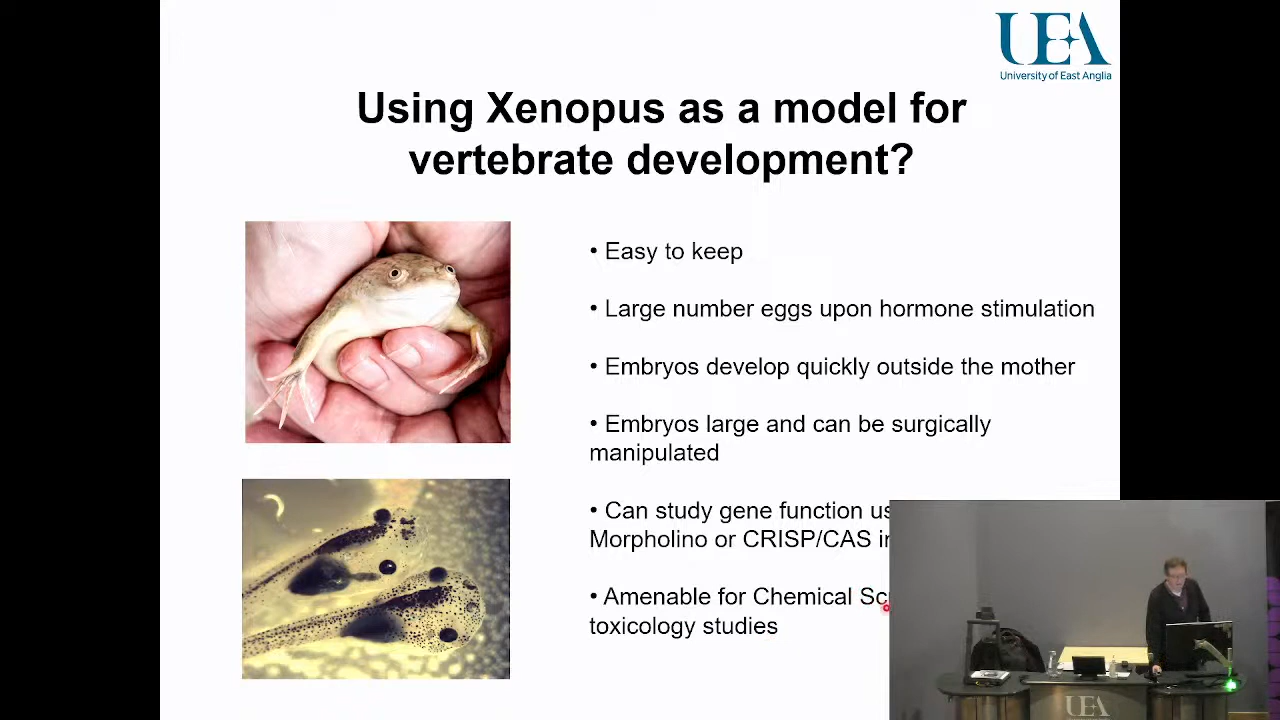 UEA
University of East Anglia
Using Xenopus as a model for
vertebrate development?
• Easy to keep
• Large number eggs upon hormone stimulation
• Embryos develop quickly outside the mother
• Embryos large and can be surgically
manipulated
• Can study gene function
Morpholino or CRISP/CAS
• Amenable for Chemical
toxicology studies
UEA